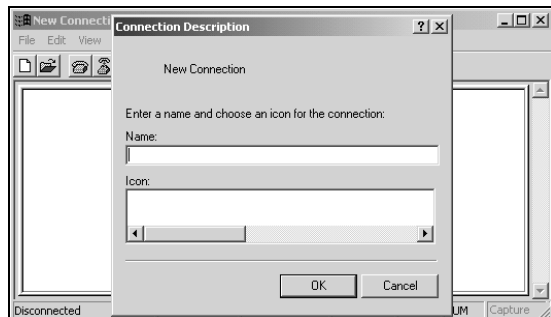 New Connecti
Connection Description
File Edit View
New Connection
Enter a name and choose an icon for the connection:
Name:
Icon:
OK Cancel
Disconnected UM Capture